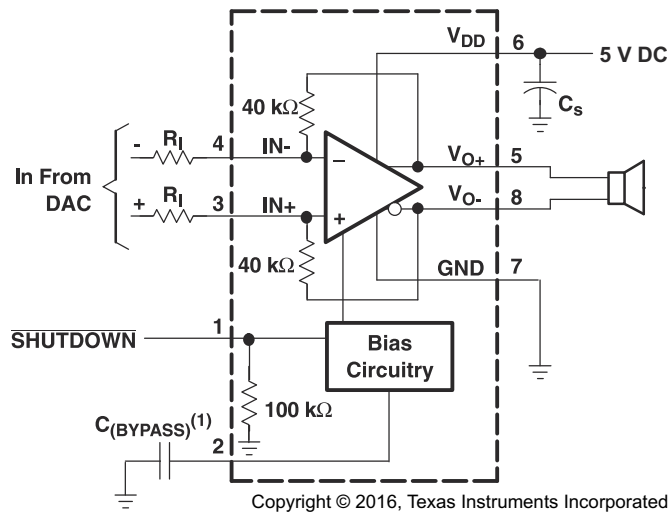 VDD 6
5 V DC
Cs
40 kΩ
- RI 4 IN- −
VO+ 5
In From
DAC
VO- 8
+ RI 3 IN+ +
40 kΩ
GND 7
SHUTDOWN 1
Bias
Circuitry
100 kΩ
C(BYPASS)(1) 2
Copyright © 2016, Texas Instruments Incorporated